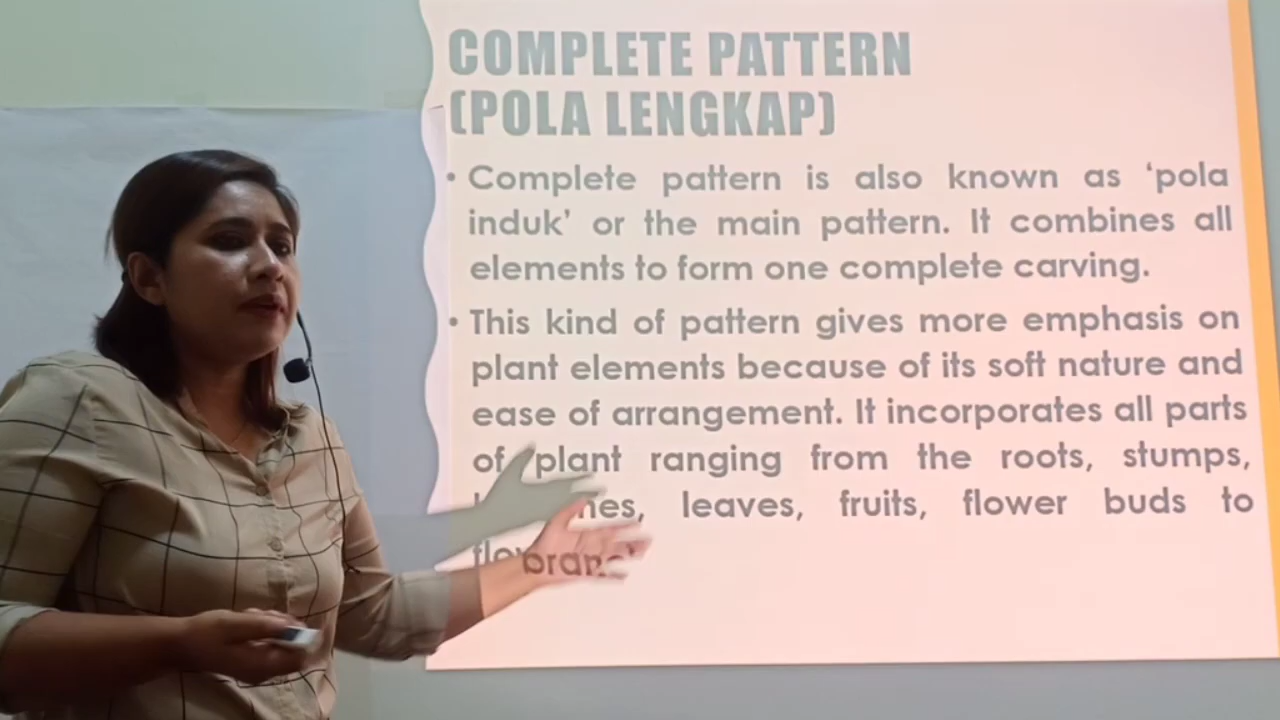 COMPLETE PATTERN
(POLA LENGKAP)
• Complete pattern is also known as ‘pola
induk’ or the main pattern. It combines all
elements to form one complete carving.
• This kind of pattern gives more emphasis on
plant elements because of its soft nature and
ease of arrangement. It incorporates all parts
of plant ranging from the roots, stumps,
leaves, fruits, flower buds to